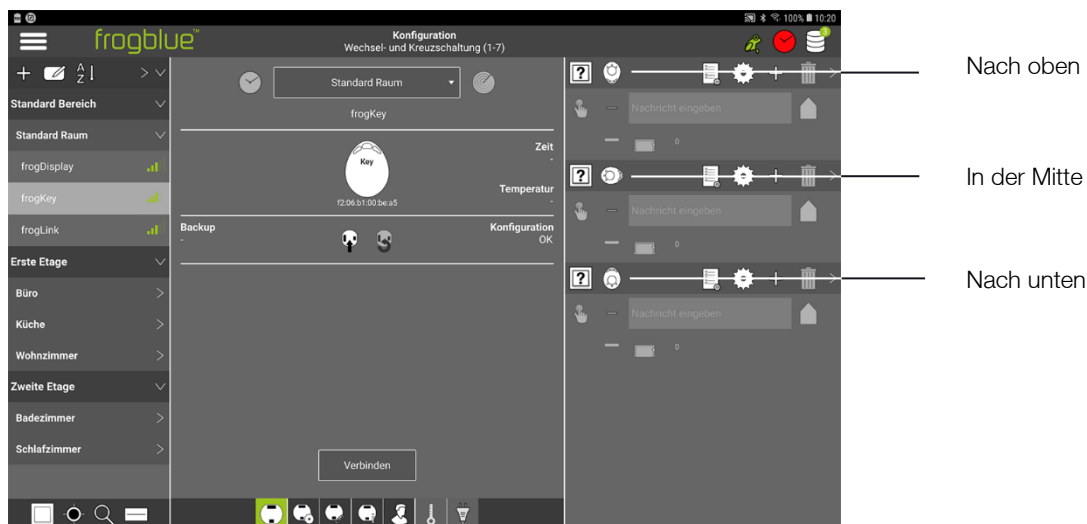 100% 10:20
frogblue™
Konfiguration
Wechsel- und Kreuzschaltung (1-7)
3
A
Z
Standard Bereich
Standard Raum
frogDisplay
frogKey
frogLink
Erste Etage
Büro
Küche
Wohnzimmer
Zweite Etage
Badezimmer
Schlafzimmer
Standard Raum
frogKey
Key
f2:06:b1:00:be:a5
Zeit
-
Temperatur
-
Backup
-
Konfiguration
OK
Verbinden
?
Nachricht eingeben
0
?
Nachricht eingeben
0
?
Nachricht eingeben
0
Nach oben
In der Mitte
Nach unten